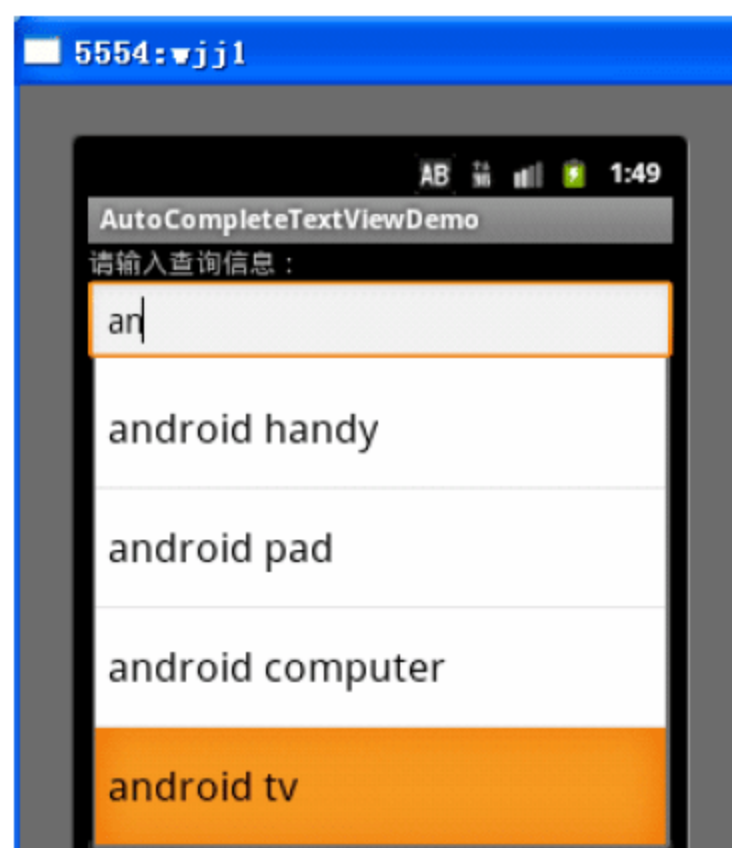 5554:wjj1
AB 1:49
AutoCompleteTextViewDemo
请输入查询信息：
an
android handy
android pad
android computer
android tv